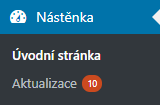 Nástěnka
Úvodní stránka
Aktualizace 10